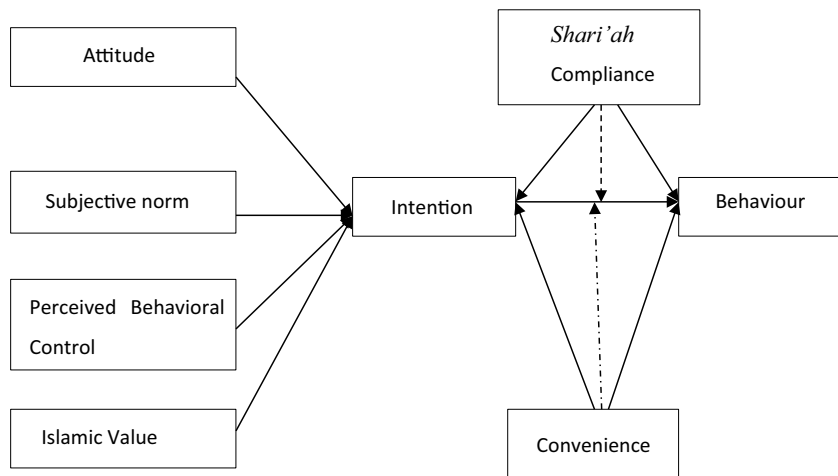 Attitude
Subjective norm
Perceived Behavioral
Control
Islamic Value
Intention
Shari’ah
Compliance
Behaviour
Convenience